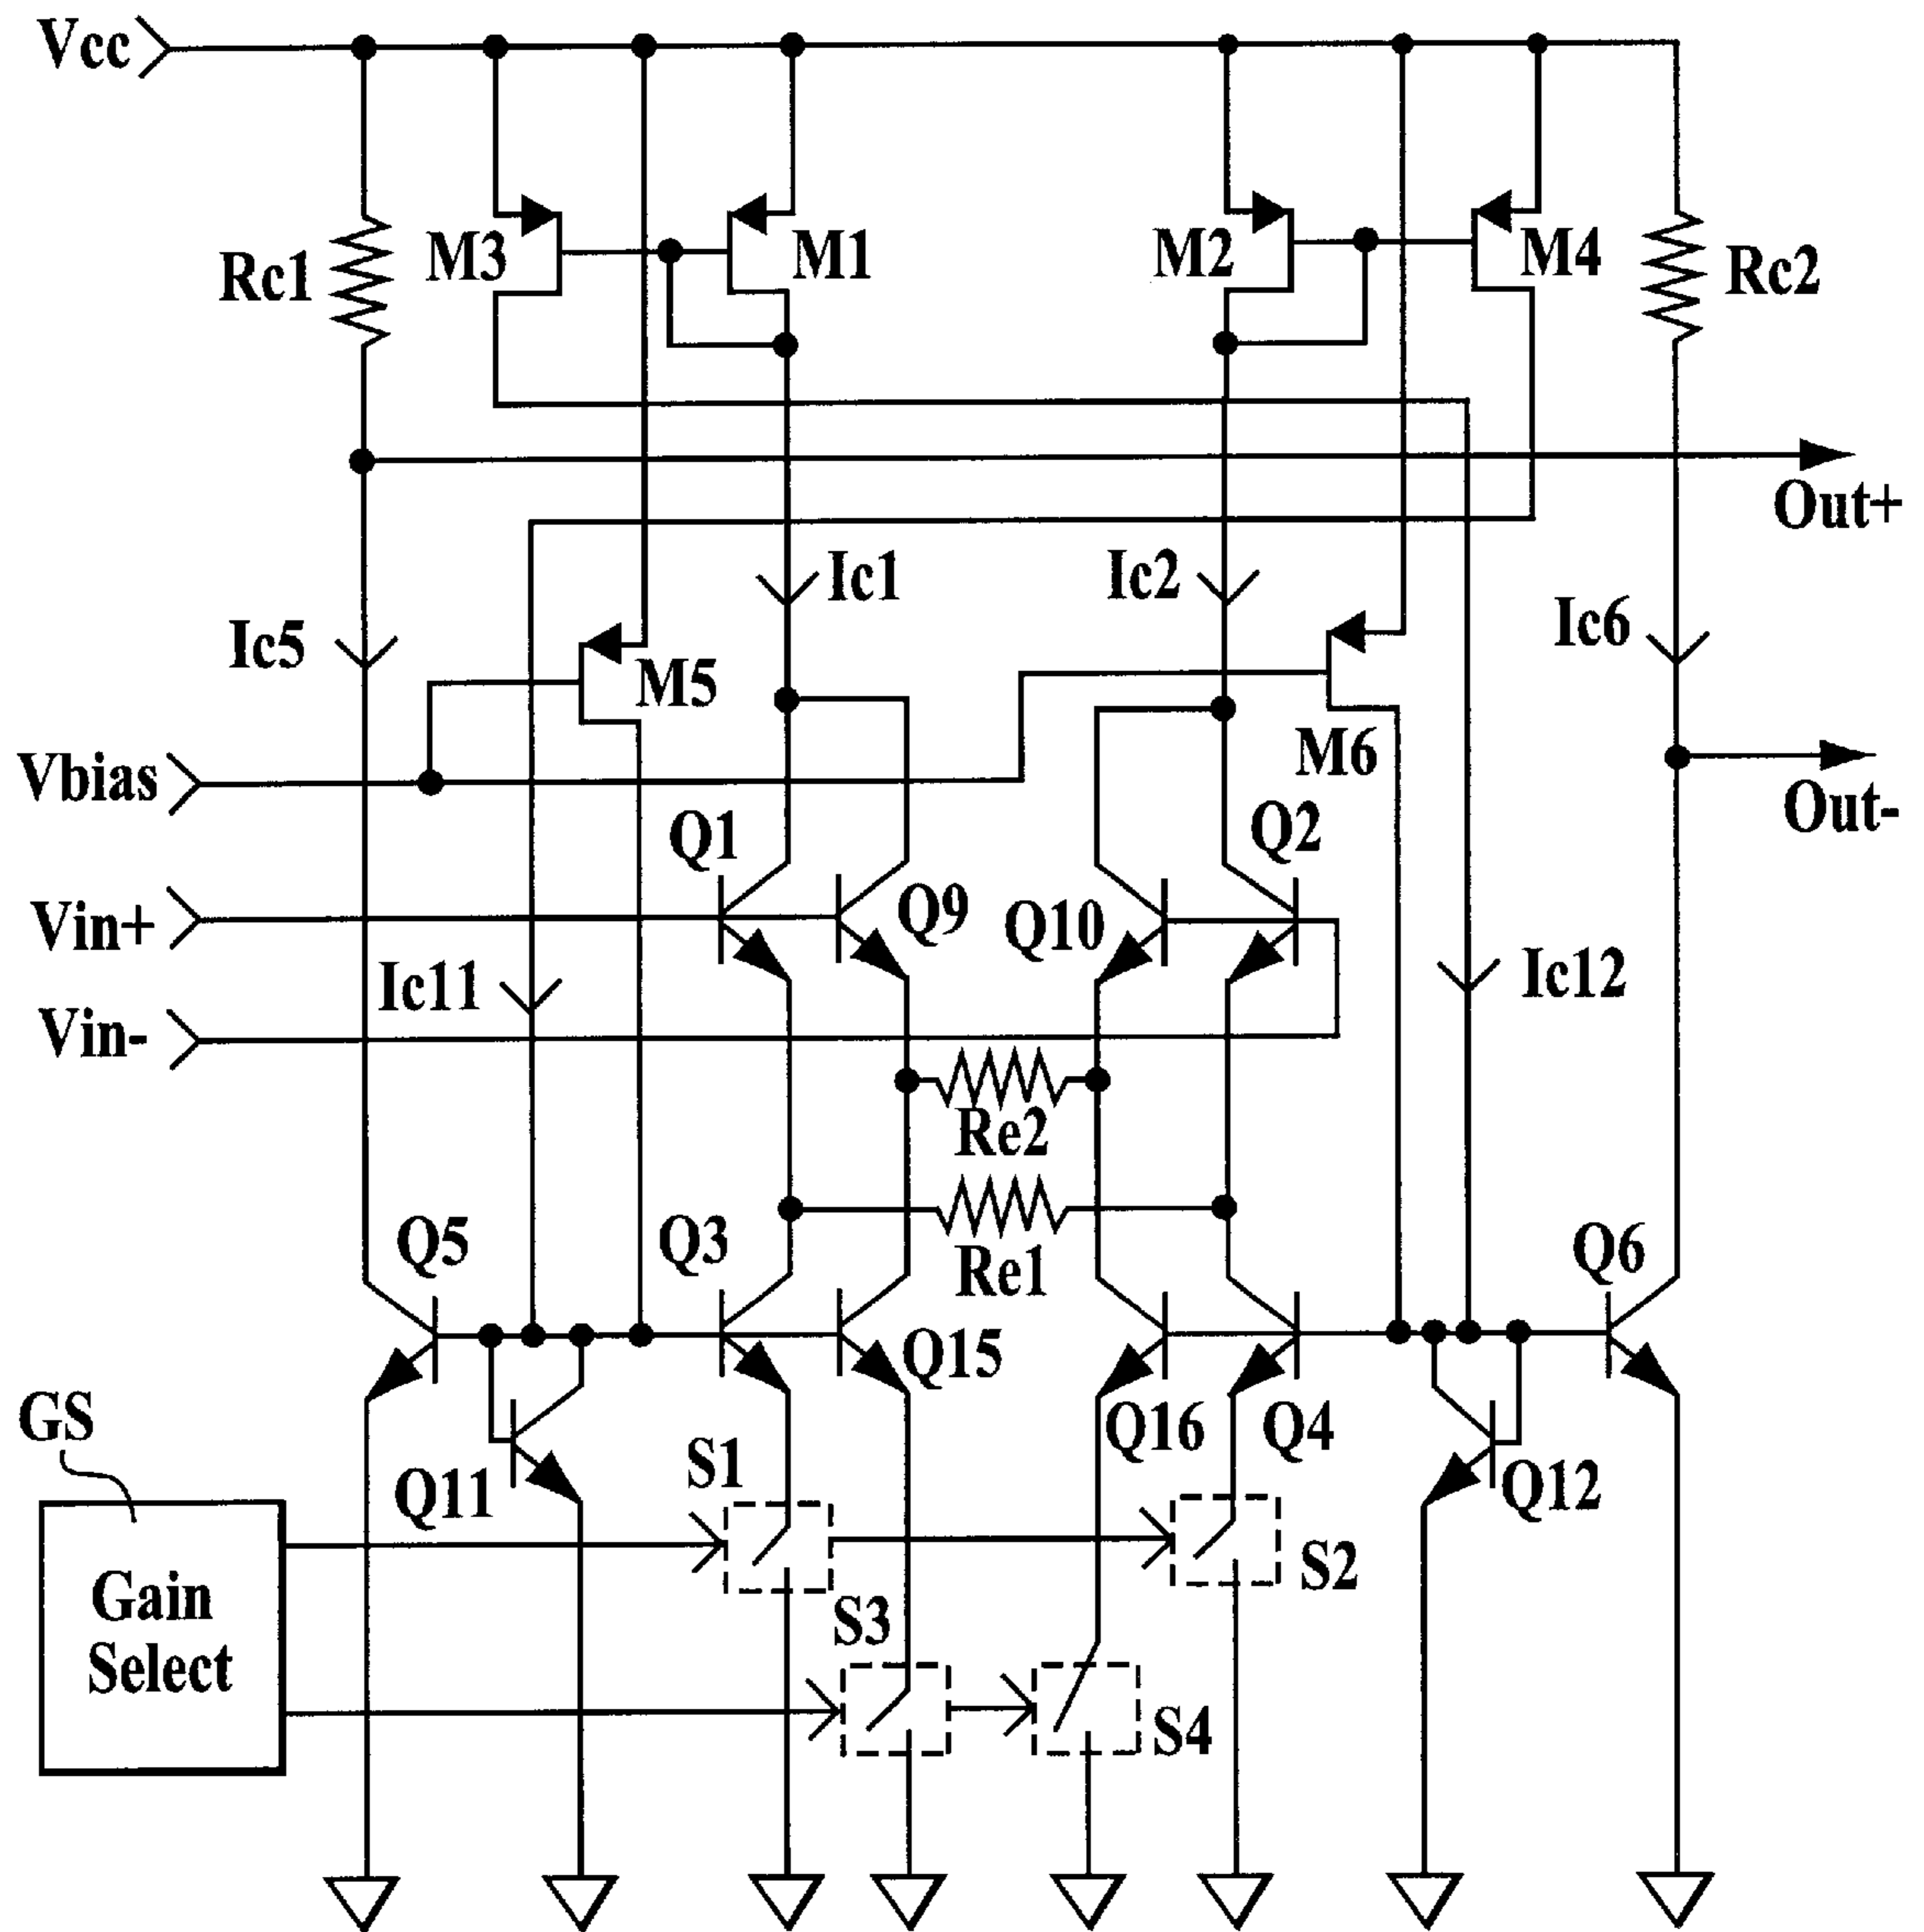 Vcc
Rc1
M3
M1
M2
M4
Rc2
Out+
Ic1
Ic2
Ic5
Ic6
M5
M6
Vbias
Out-
Q1
Q2
Vin+
Q9
Q10
Ic11
Ic12
Vin-
Re2
Q5
Q3
Re1
Q6
Q15
GS
Q11
S1
Q16
Q4
Q12
S2
Gain
Select
S3
S4